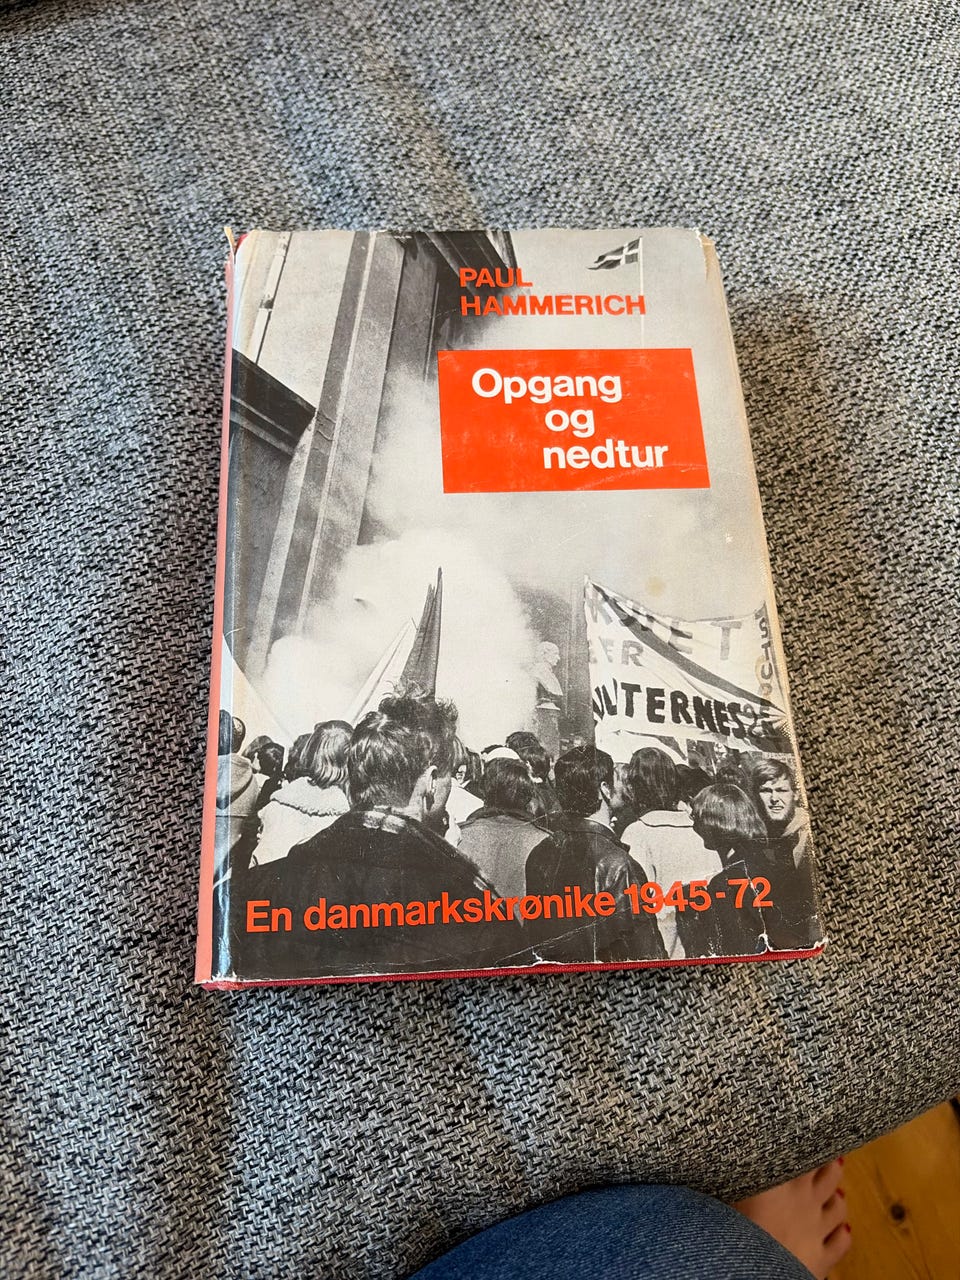 PAUL
HAMMERICH
Opgang
og
nedtur
En danmarkskrønike 1945-72